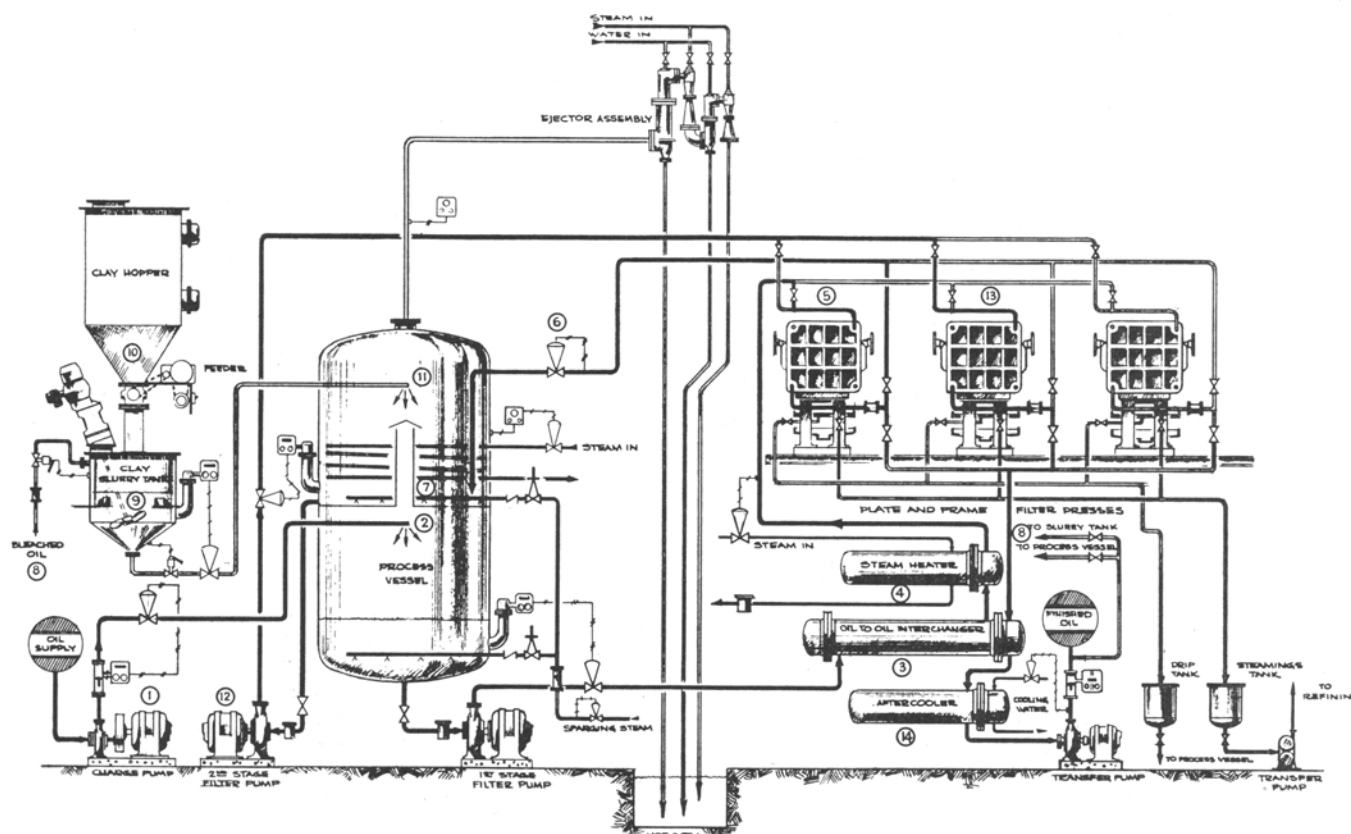 STEAM IN
WATER IN
EJECTOR ASSEMBLY
CLAY HOPPER
10
FEEDER
CLAY
SLURRY TANK
9
BLEACHED
OIL
8
OIL
SUPPLY
1
CHARGE PUMP
12
2ND STAGE
FILTER PUMP
11
7
2
PROCESS
VESSEL
6
STEAM IN
SPARGING STEAM
1ST STAGE
FILTER PUMP
5
13
PLATE AND FRAME FILTER PRESSES
STEAM IN
STEAM HEATER
4
OIL TO OIL INTERCHANGER
3
AFTERCOOLER
14
COOLING
WATER
8
TO SLURRY TANK
TO PROCESS VESSEL
FINISHED
OIL
TRANSFER PUMP
DRIP
TANK
TO PROCESS VESSEL
STEAMINGS
TANK
TO
REFINING
TRANSFER
PUMP